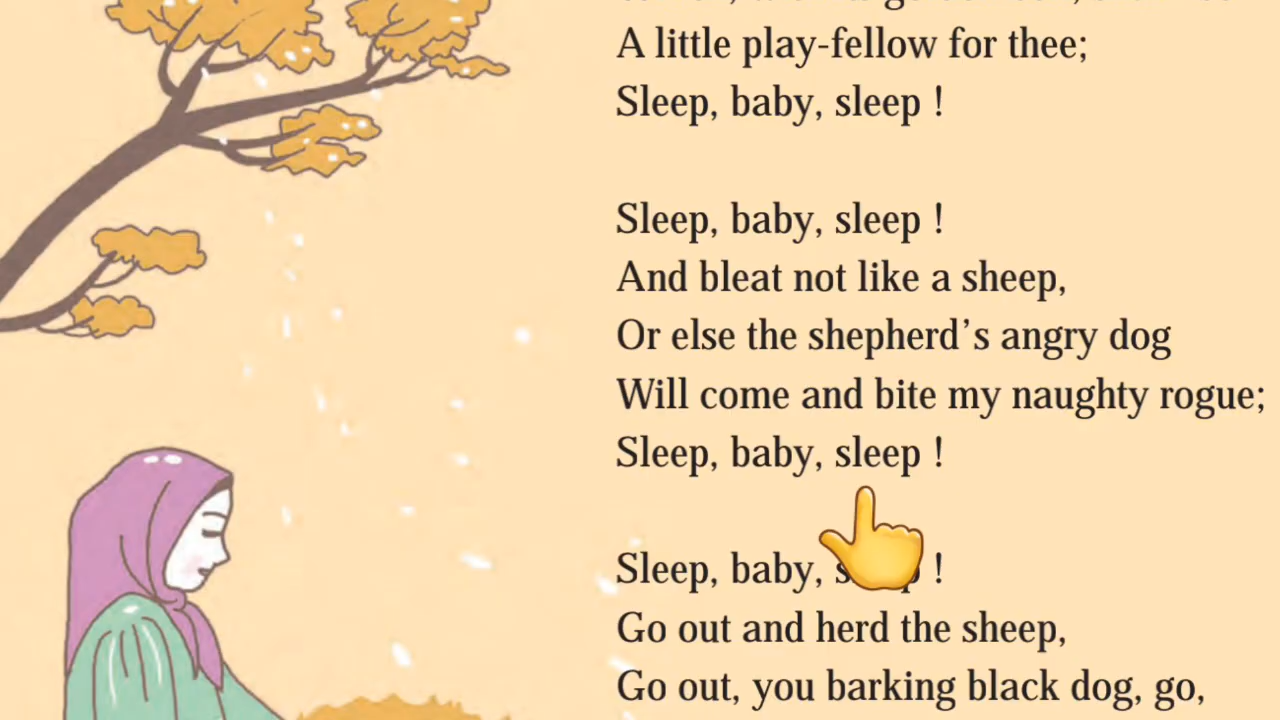 A little play-fellow for thee;
Sleep, baby, sleep !
Sleep, baby, sleep !
And bleat not like a sheep,
Or else the shepherd’s angry dog
Will come and bite my naughty rogue;
Sleep, baby, sleep !
Sleep, baby, !
Go out and herd the sheep,
Go out, you barking black dog, go,